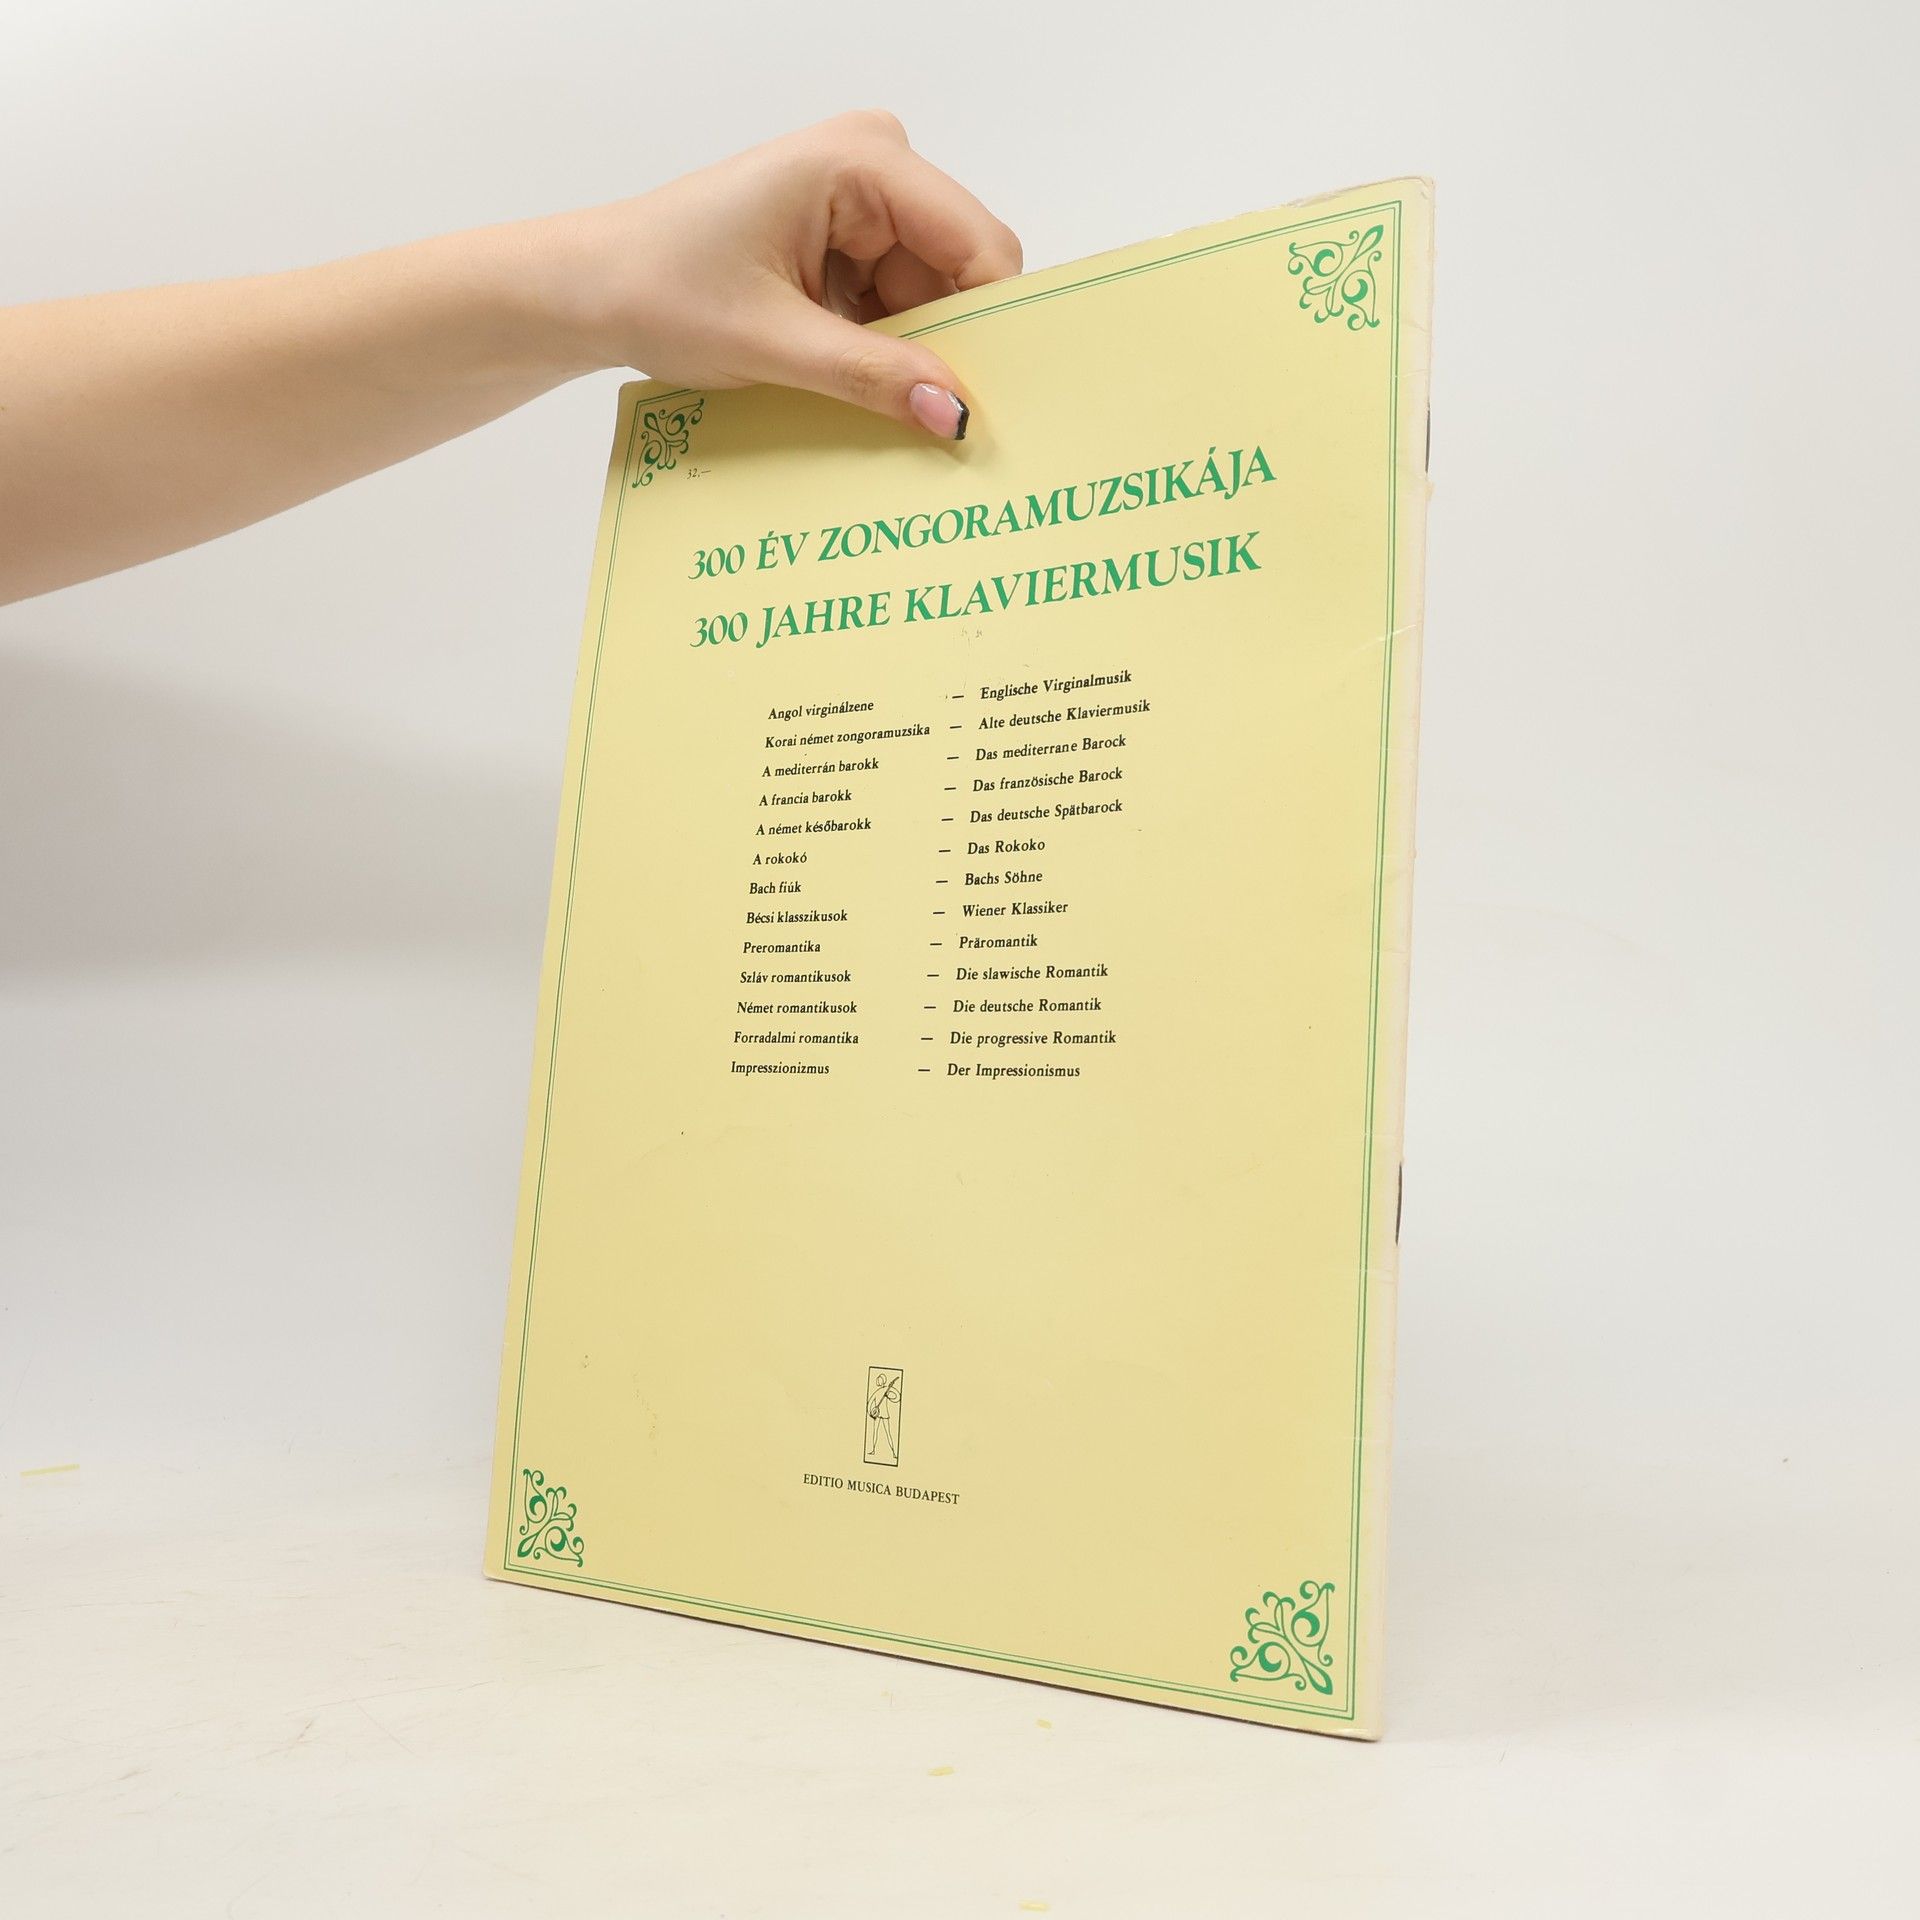 32,—
300 ÉV ZONGORAMUZSIKÁJA
300 JAHRE KLAVIERMUSIK
Angol virginálzene — Englische Virginalmusik
Korai német zongoramuzsika — Alte deutsche Klaviermusik
A mediterrán barokk — Das mediterrane Barock
A francia barokk — Das französische Barock
A német későbarokk — Das deutsche Spätbarock
A rokokó — Das Rokoko
Bach fiúk — Bachs Söhne
Bécsi klasszikusok — Wiener Klassiker
Preromantika — Präromantik
Szláv romantikusok — Die slawische Romantik
Német romantikusok — Die deutsche Romantik
Forradalmi romantika — Die progressive Romantik
Impresszionizmus — Der Impressionismus
EDITIO MUSICA BUDAPEST